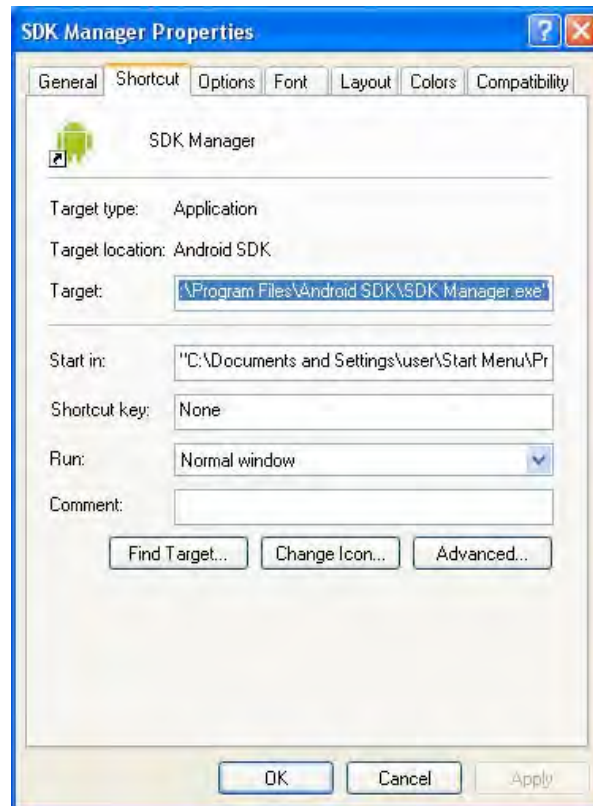 SDK Manager Properties
General Shortcut Options Font Layout Colors Compatibility
SDK Manager
Target type: Application
Target location: Android SDK
Target: :\Program Files\Android SDK\SDK Manager.exe"
Start in: "C:\Documents and Settings\user\Start Menu\Pr
Shortcut key: None
Run: Normal window
Comment:
Find Target... Change Icon... Advanced...
OK Cancel Apply